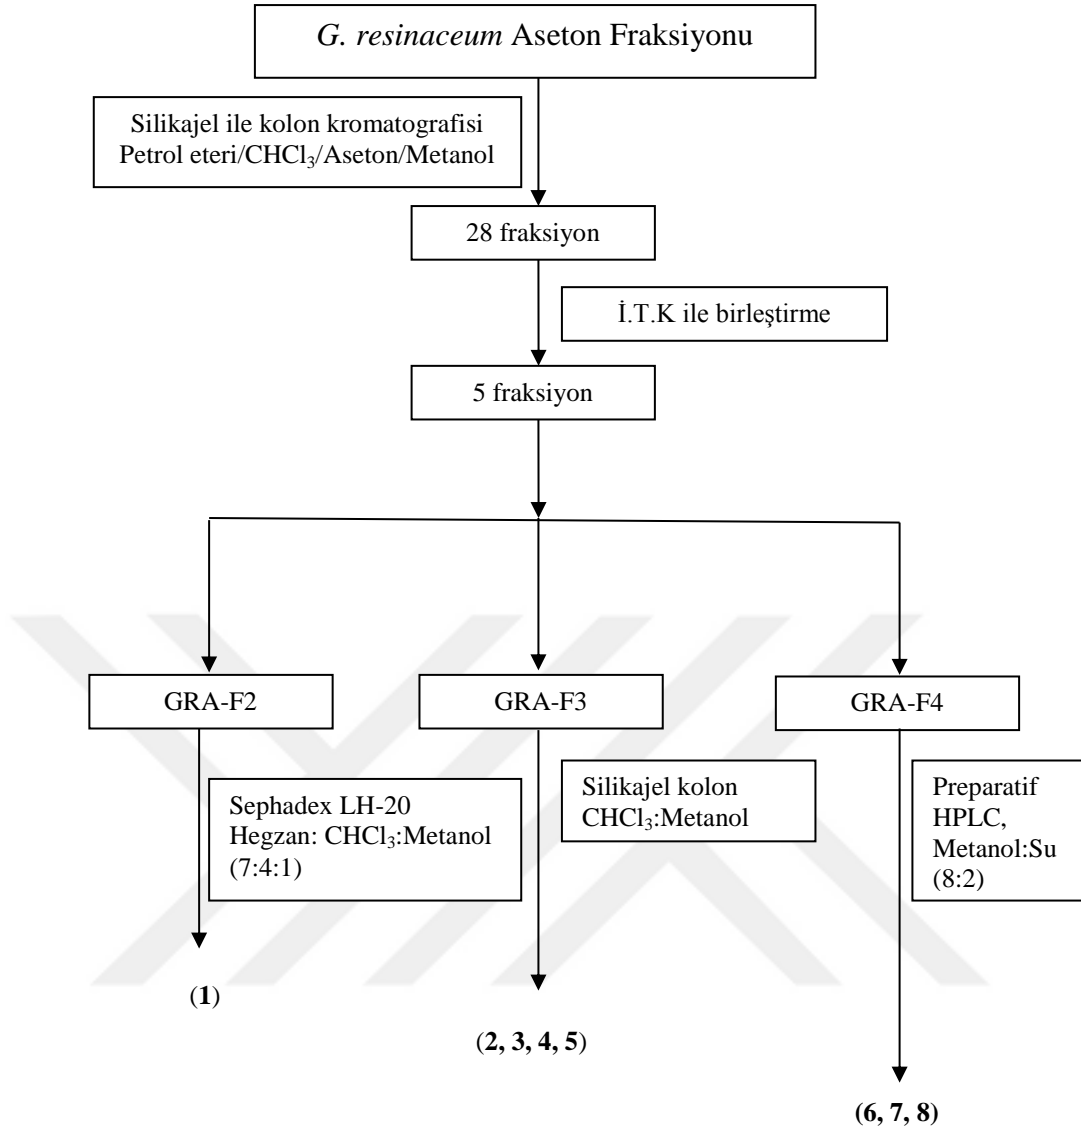 G. resinaceum Aseton Fraksiyonu
Silikajel ile kolon kromatografisi
Petrol eteri/CHCl₃/Aseton/Metanol
28 fraksiyon
İ.T.K ile birleştirme
5 fraksiyon
GRA-F2
GRA-F3
GRA-F4
Sephadex LH-20
Hegzan: CHCl₃:Metanol
(7:4:1)
Silikajel kolon
CHCl₃:Metanol
Preparatif
HPLC,
Metanol:Su
(8:2)
(1)
(2, 3, 4, 5)
(6, 7, 8)